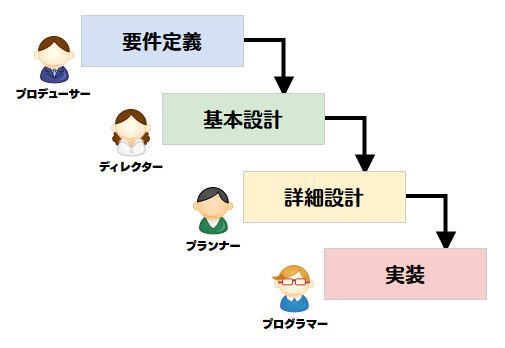 要件定義
プロデューサー
基本設計
ディレクター
詳細設計
プランナー
実装
プログラマー